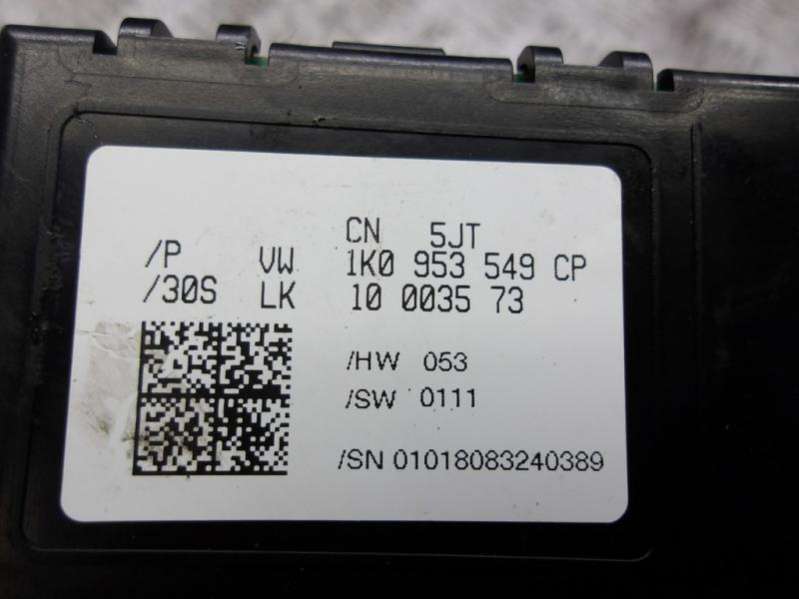 CN 5JT
/P VW 1K0 953 549 CP
/30S LK 10 0035 73
/HW 053
/SW 0111
/SN 01018083240389